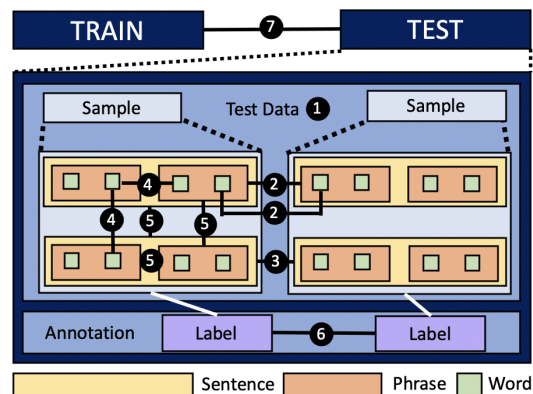 TRAIN 7 TEST
Sample Test Data 1 Sample
4 2
2
4 5 5
5 3
Annotation Label 6 Label
Sentence Phrase Word